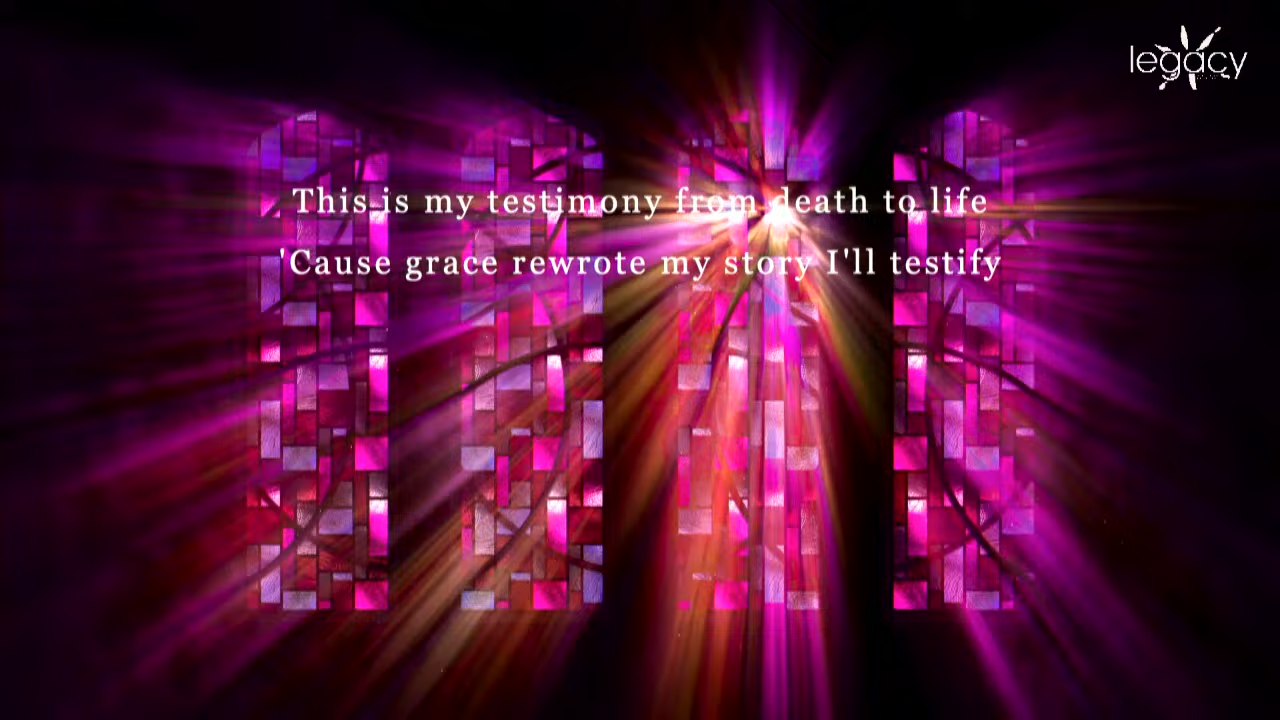 legacy
This is my testimony from death to life
'Cause grace rewrote my story I'll testify